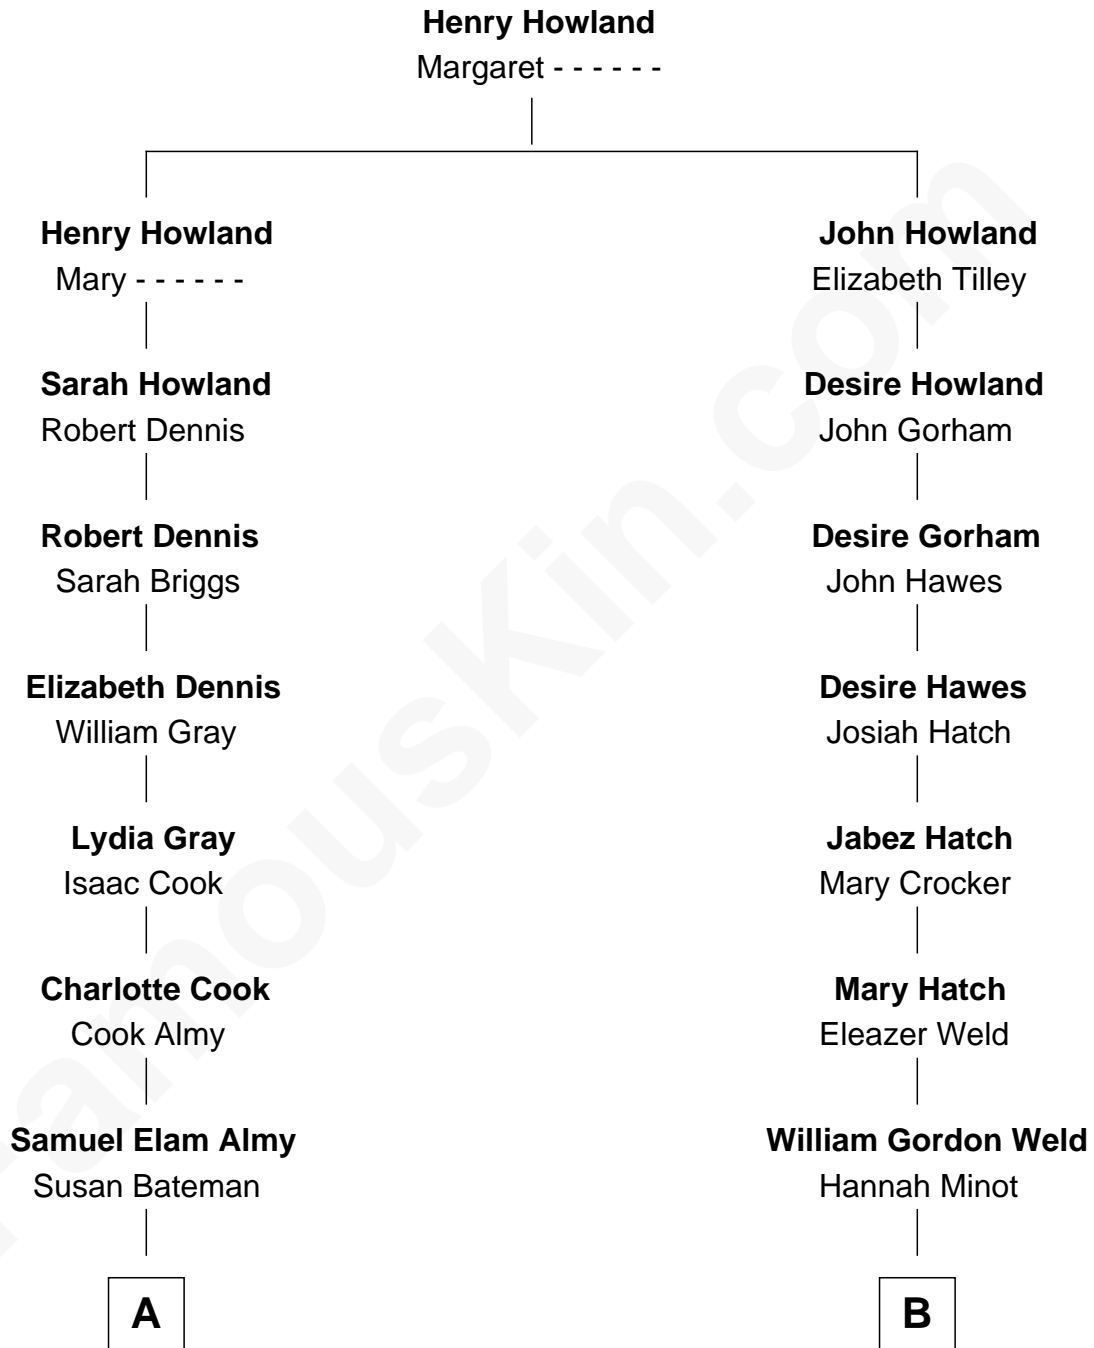 Henry Howland
Margaret - - - - - -
Henry Howland
Mary - - - - - -
John Howland
Elizabeth Tilley
Sarah Howland
Robert Dennis
Desire Howland
John Gorham
Robert Dennis
Sarah Briggs
Desire Gorham
John Hawes
Elizabeth Dennis
William Gray
Desire Hawes
Josiah Hatch
Lydia Gray
Isaac Cook
Jabez Hatch
Mary Crocker
Charlotte Cook
Cook Almy
Mary Hatch
Eleazer Weld
Samuel Elam Almy
Susan Bateman
William Gordon Weld
Hannah Minot
A
B
FamousKin.com